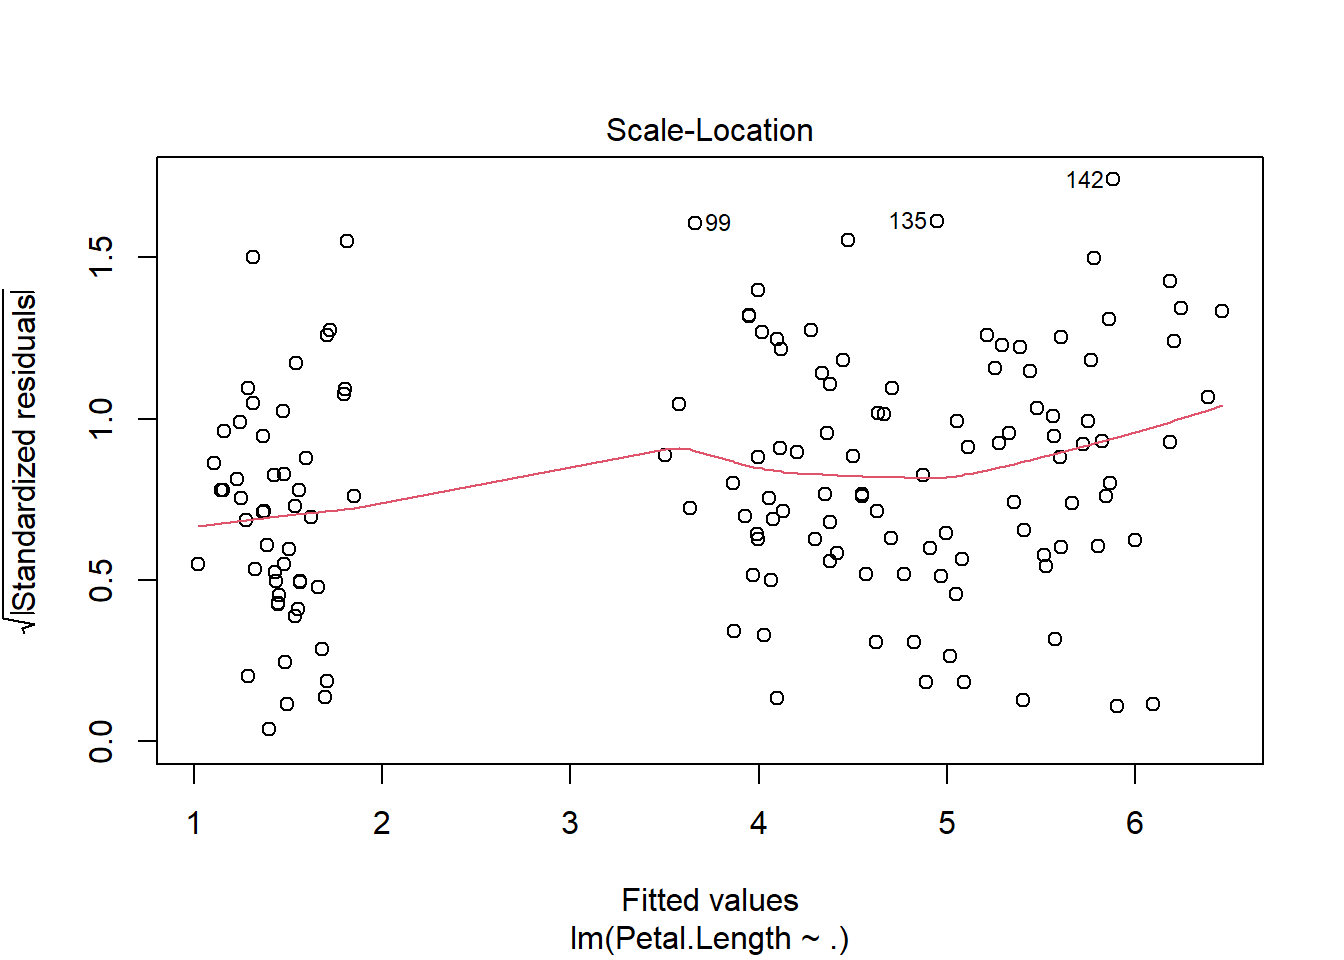 Scale-Location
142
99
135
1.5
1.0
0.5
0.0
√|Standardized residuals|
1 2 3 4 5 6
Fitted values
lm(Petal.Length ~ .)